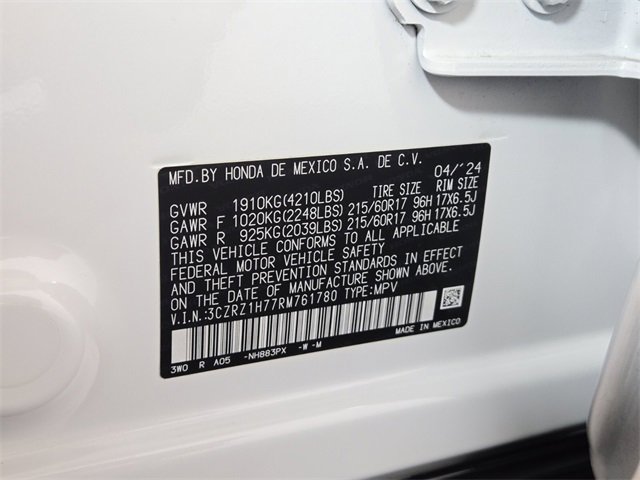 MFD.BY HONDA DE MEXICO S.A. DE C.V.
04/'24
TIRE SIZE RIM SIZE
GVWR 1910KG(4210LBS)
GAWR F 1020KG(2248LBS) 215/60R17 96H 17X6.5J
GAWR R 925KG(2039LBS) 215/60R17 96H 17X6.5J
THIS VEHICLE CONFORMS TO ALL APPLICABLE
FEDERAL MOTOR VEHICLE SAFETY
AND THEFT PREVENTION STANDARDS IN EFFECT
ON THE DATE OF MANUFACTURE SHOWN ABOVE.
V.I.N.:3CZRZ1H77RM761780 TYPE:MPV
3W0 R A05 -NH883PX -W-M
MADE IN MEXICO